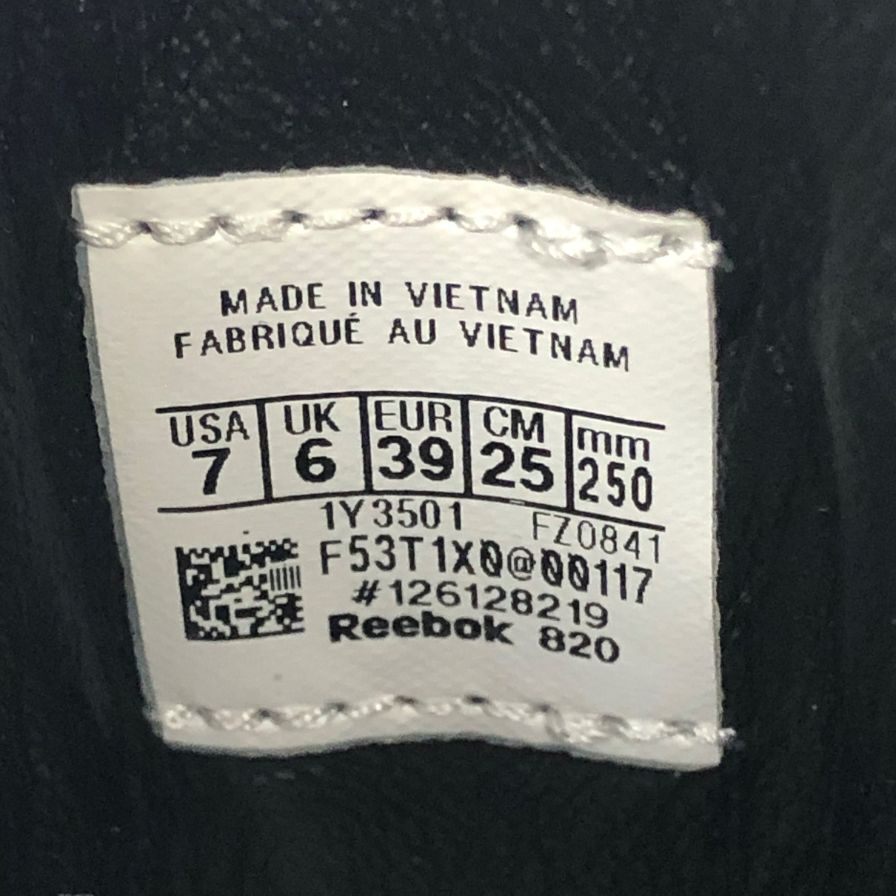 MADE IN VIETNAM
FABRIQUÉ AU VIETNAM
USA UK EUR CM mm
7 6 39 25 250
1Y3501 FZ0841
F53T1X0@00117
#126128219
Reebok 820